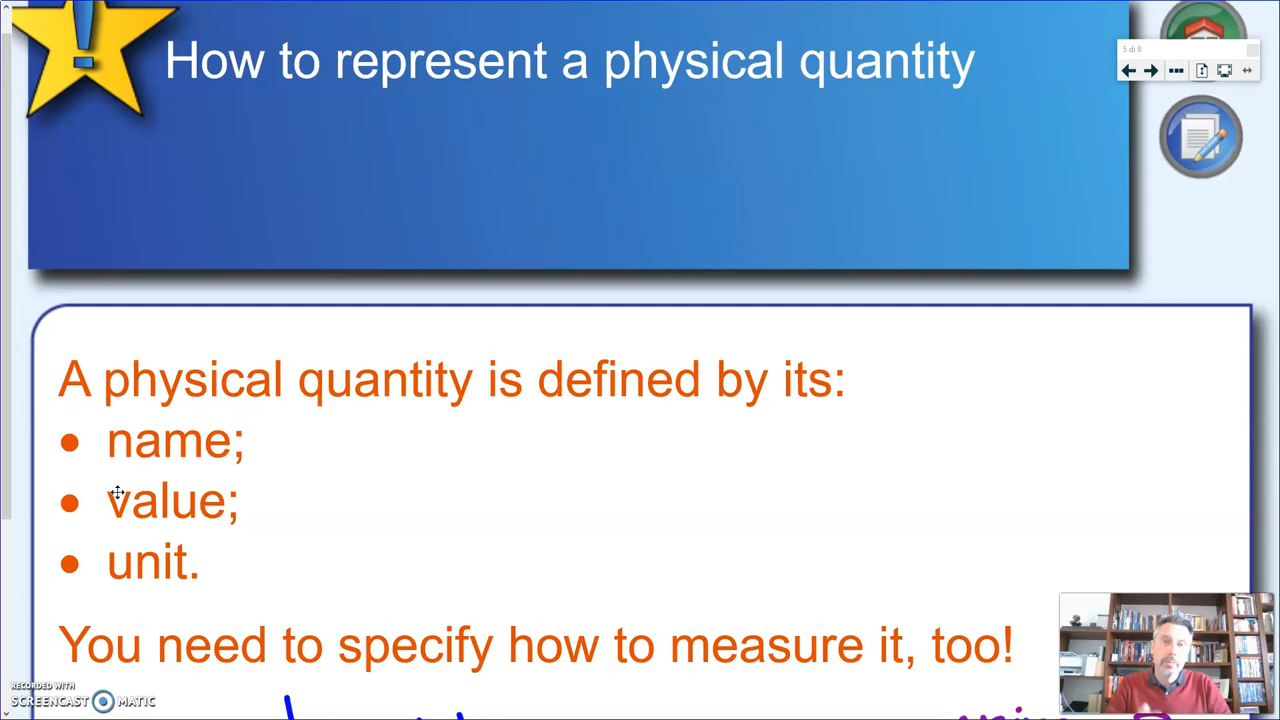 How to represent a physical quantity
5 di 8
A physical quantity is defined by its:
• name;
• value;
• unit.
You need to specify how to measure it, too!
RECORDED WITH
SCREENCAST MATIC